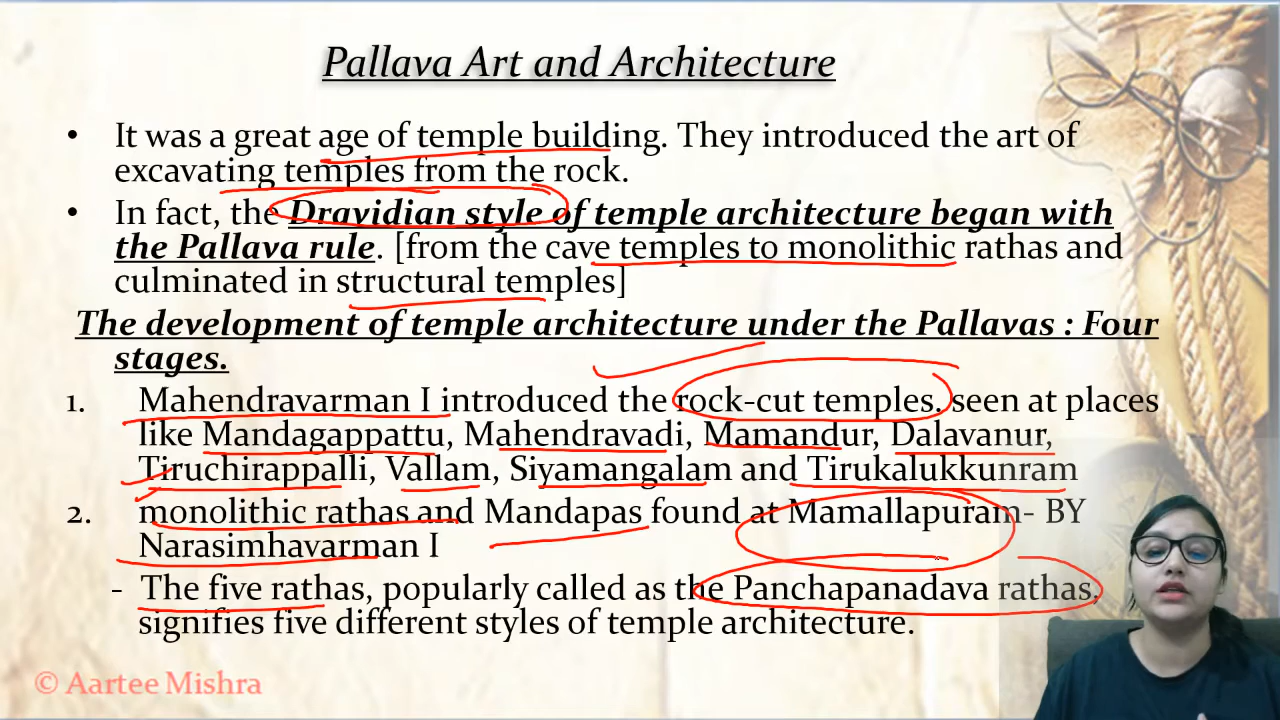 Pallava Art and Architecture
• It was a great age of temple building. They introduced the art of
excavating temples from the rock.
• In fact, the Dravidian style of temple architecture began with
the Pallava rule. [from the cave temples to monolithic rathas and
culminated in structural temples]
The development of temple architecture under the Pallavas : Four
stages.
1. Mahendravarman I introduced the rock-cut temples. seen at places
like Mandagappattu, Mahendravadi, Mamandur, Dalavanur,
Tiruchirappalli, Vallam, Siyamangalam and Tirukalukkunram
2. monolithic rathas and Mandapas found at Mamallapuram- BY
Narasimhavarman I
- The five rathas, popularly called as the Panchapanadava rathas,
signifies five different styles of temple architecture.
© Aartee Mishra